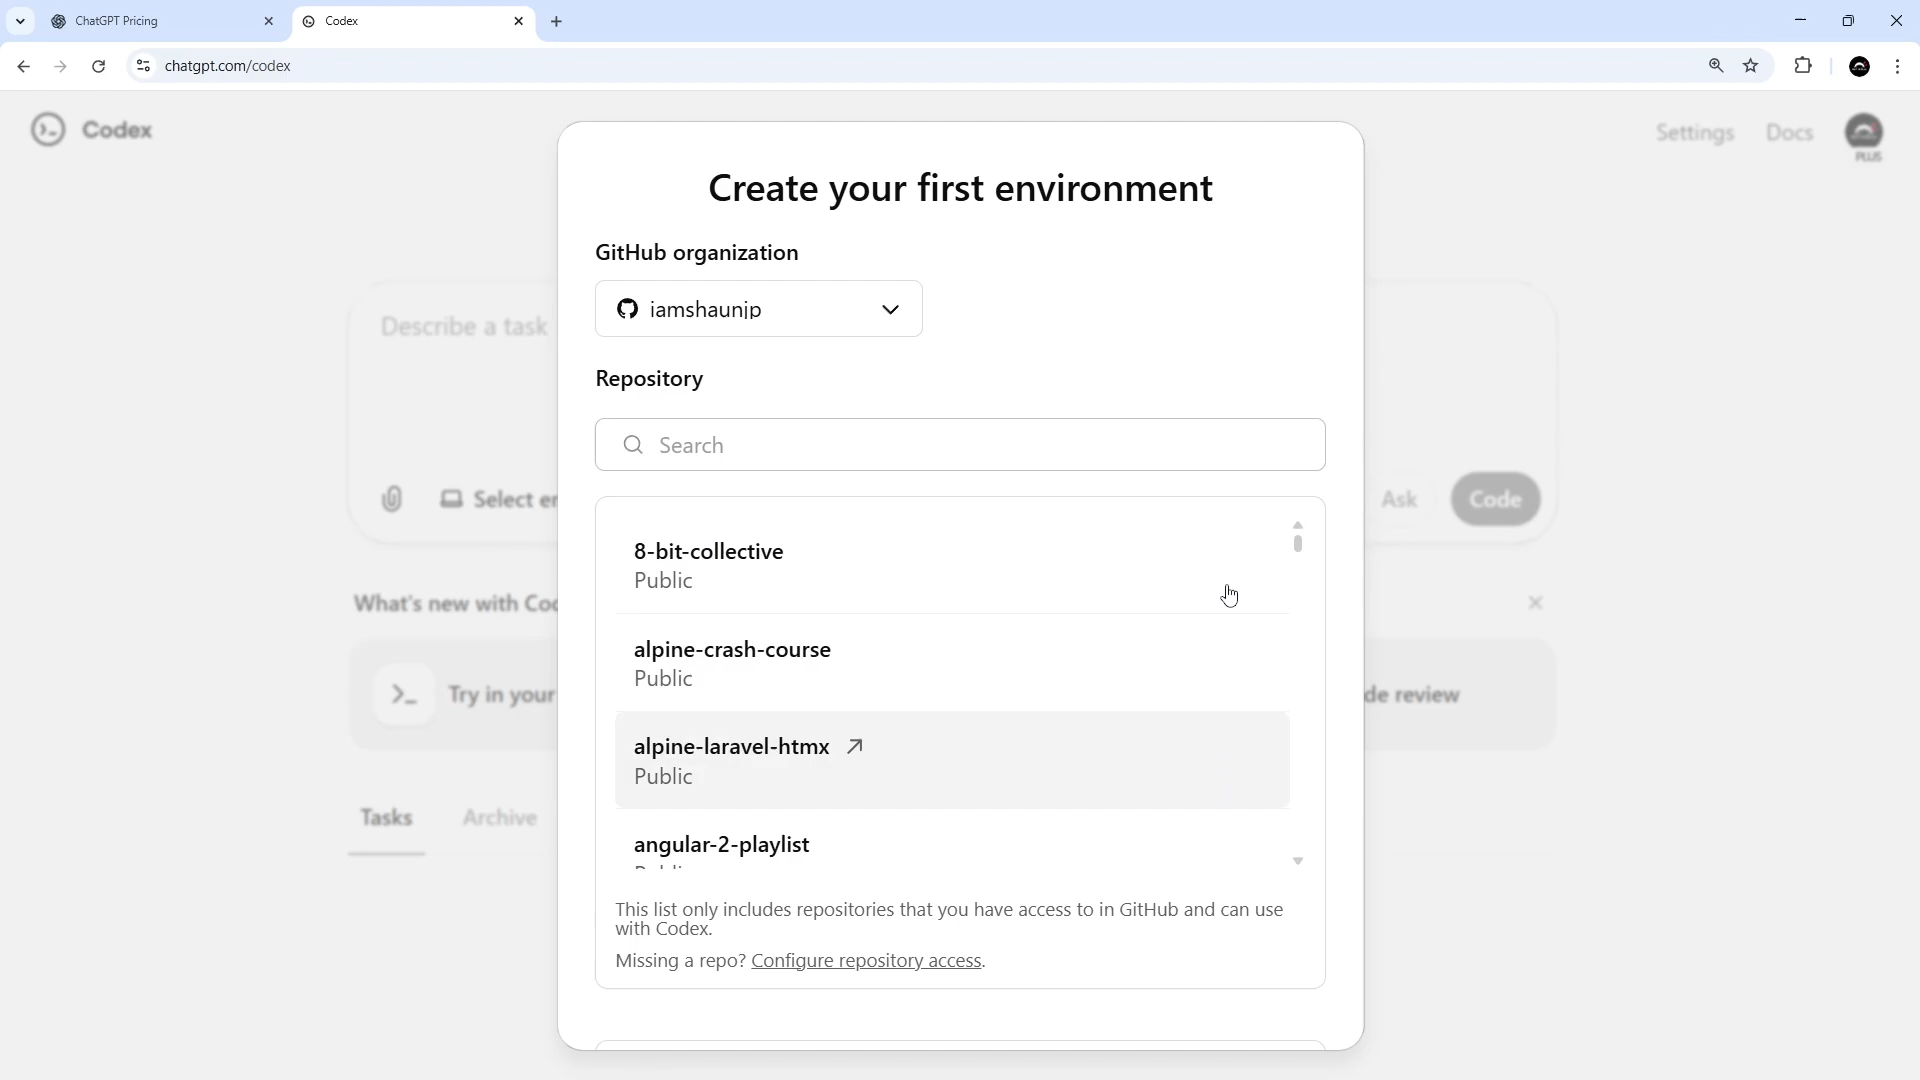 ChatGPT Pricing
Codex
chatgpt.com/codex
Codex
Settings
Docs
PLUS
Create your first environment
GitHub organization
iamshaunjp
Describe a task
Repository
Search
Select
Ask
Code
8-bit-collective
Public
What's new with
alpine-crash-course
Public
Try in your
review
alpine-laravel-htmx
Public
Tasks
Archive
angular-2-playlist
This list only includes repositories that you have access to in GitHub and can use
with Codex.
Missing a repo? Configure repository access.